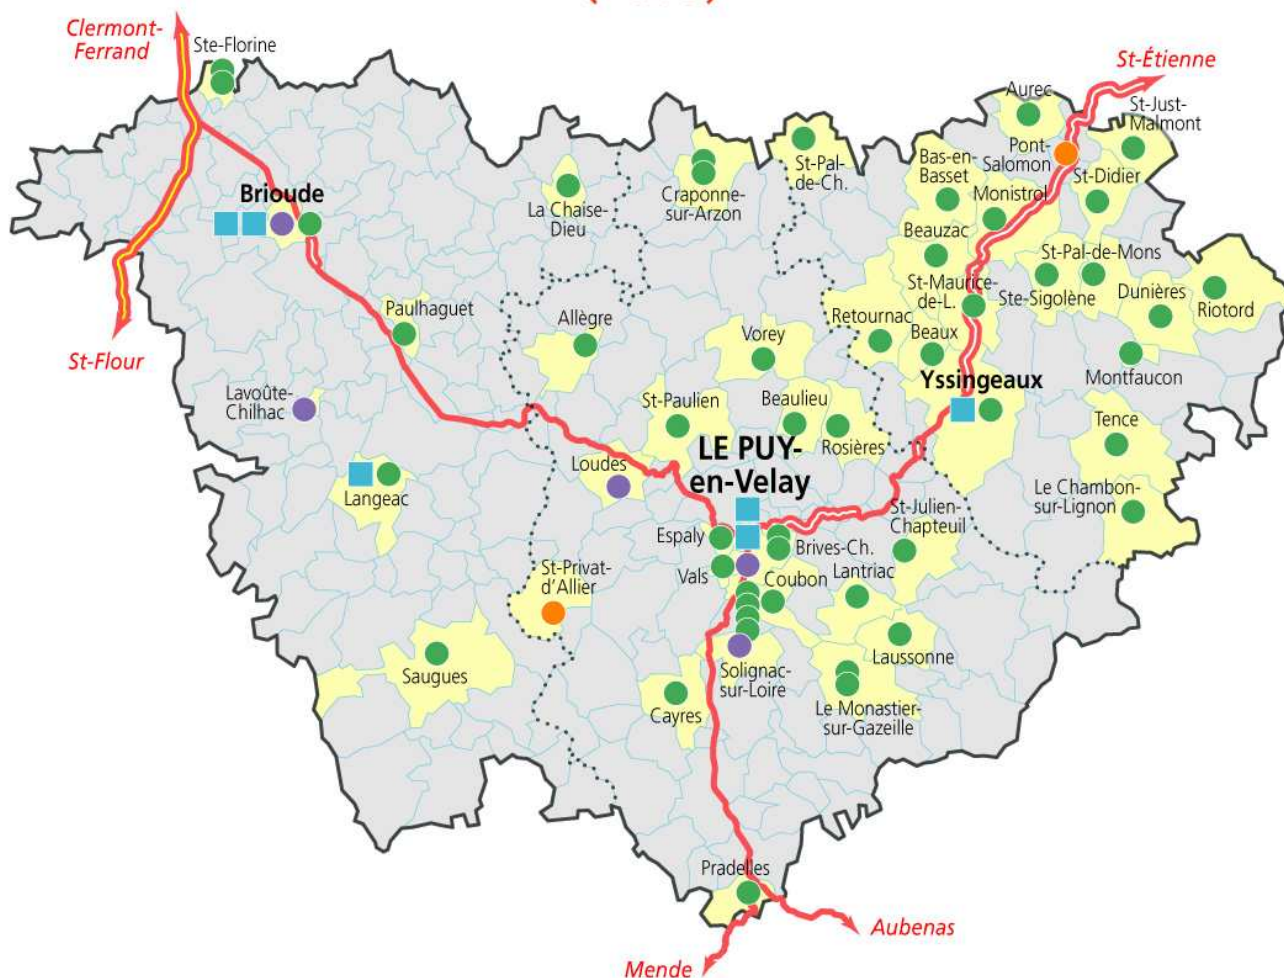 Clermont-
Ferrand
Ste-Florine
St-Étienne
Aurec
St-Just-
Malmont
Pont-
Salomon
St-Pal-
de-Ch.
Bas-en-
Basset
St-Didier
Craponne-
sur-Arzon
La Chaise-
Dieu
Brioude
Monistrol
Beauzac
St-Pal-de-Mons
St-Maurice-
de-L.
Ste-Sigolène
Dunières
Riotord
Retournac
Beaux
Paulhaguet
Allègre
Vorey
St-Flour
Montfaucon
Yssingeaux
Lavoûte-
Chilhac
St-Paulien
Beaulieu
Rosières
Tence
LE PUY-
en-Velay
Loudes
Langeac
Le Chambon-
sur-Lignon
St-Julien-
Chapteuil
Espaly
Brives-Ch.
Vals
Coubon
Lantriac
St-Privat-
d'Allier
Laussonne
Saugues
Solignac-
sur-Loire
Cayres
Le Monastier-
sur-Gazeille
Pradelles
Aubenas
Mende